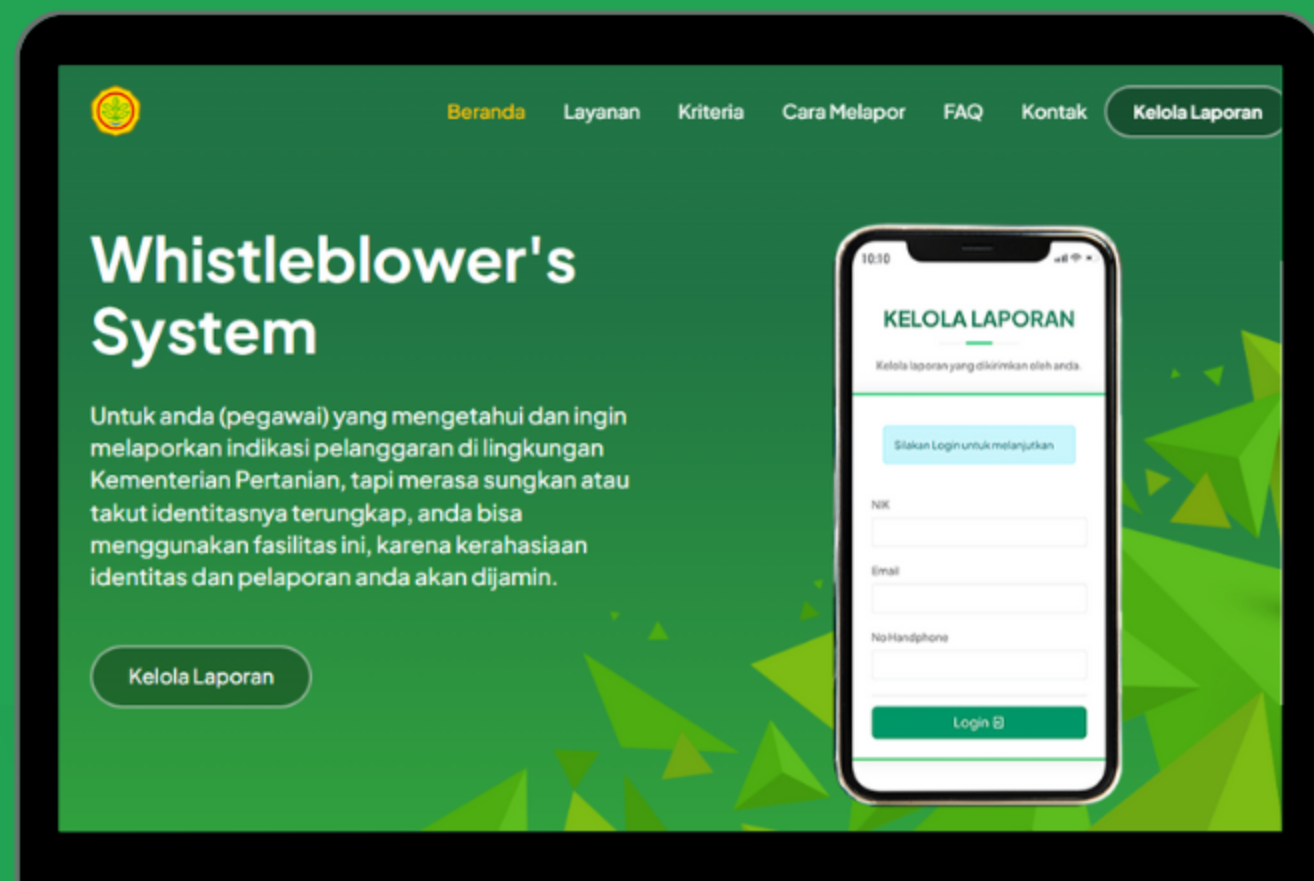 Beranda Layanan Kriteria Cara Melapor FAQ Kontak Kelola Laporan
Whistleblower's
System
Untuk anda (pegawai) yang mengetahui dan ingin
melaporkan indikasi pelanggaran di lingkungan
Kementerian Pertanian, tapi merasa sungkan atau
takut identitasnya terungkap, anda bisa
menggunakan fasilitas ini, karena kerahasiaan
identitas dan pelaporan anda akan dijamin.
Kelola Laporan
10:10
KELOLA LAPORAN
Kelola laporan yang dikirimkan oleh anda.
Silakan Login untuk melanjutkan
NIK
Email
No Handphone
Login